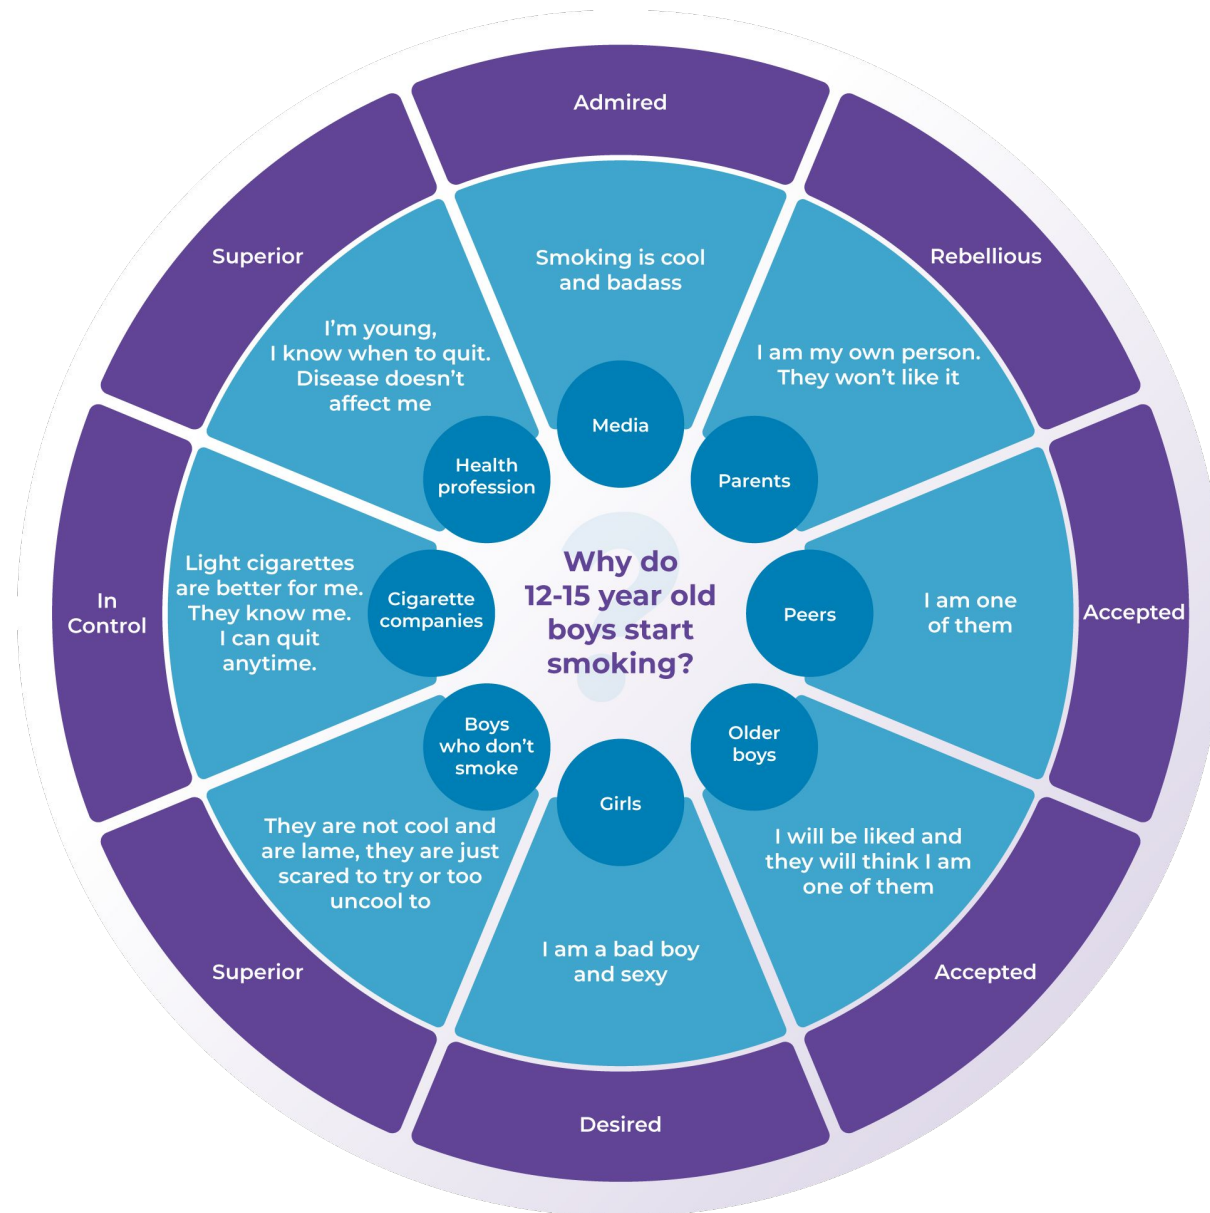 Why do
12-15 year old
boys start
smoking?
Admired
Smoking is cool
and badass
Media
Rebellious
I am my own person.
They won’t like it
Parents
Accepted
I am one
of them
Peers
Accepted
I will be liked and
they will think I am
one of them
Older
boys
Desired
I am a bad boy
and sexy
Girls
Superior
They are not cool and
are lame, they are just
scared to try or too
uncool to
Boys
who don’t
smoke
In
Control
Light cigarettes
are better for me.
They know me.
I can quit
anytime.
Cigarette
companies
Superior
I’m young,
I know when to quit.
Disease doesn’t
affect me
Health
profession